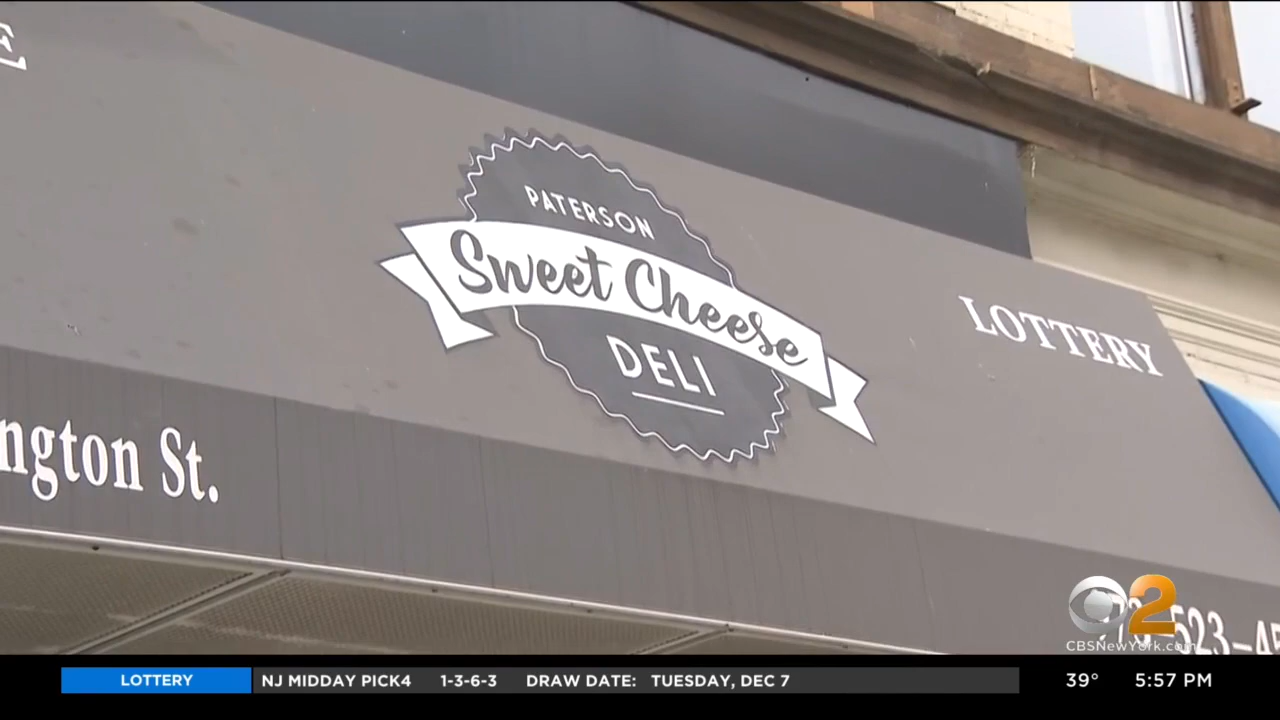 PATERSON
Sweet Cheese
DELI
LOTTERY
St.
2
CBSNewYork.com
LOTTERY
NJ MIDDAY PICK4 1-3-6-3 DRAW DATE: TUESDAY, DEC 7
39° 5:57 PM